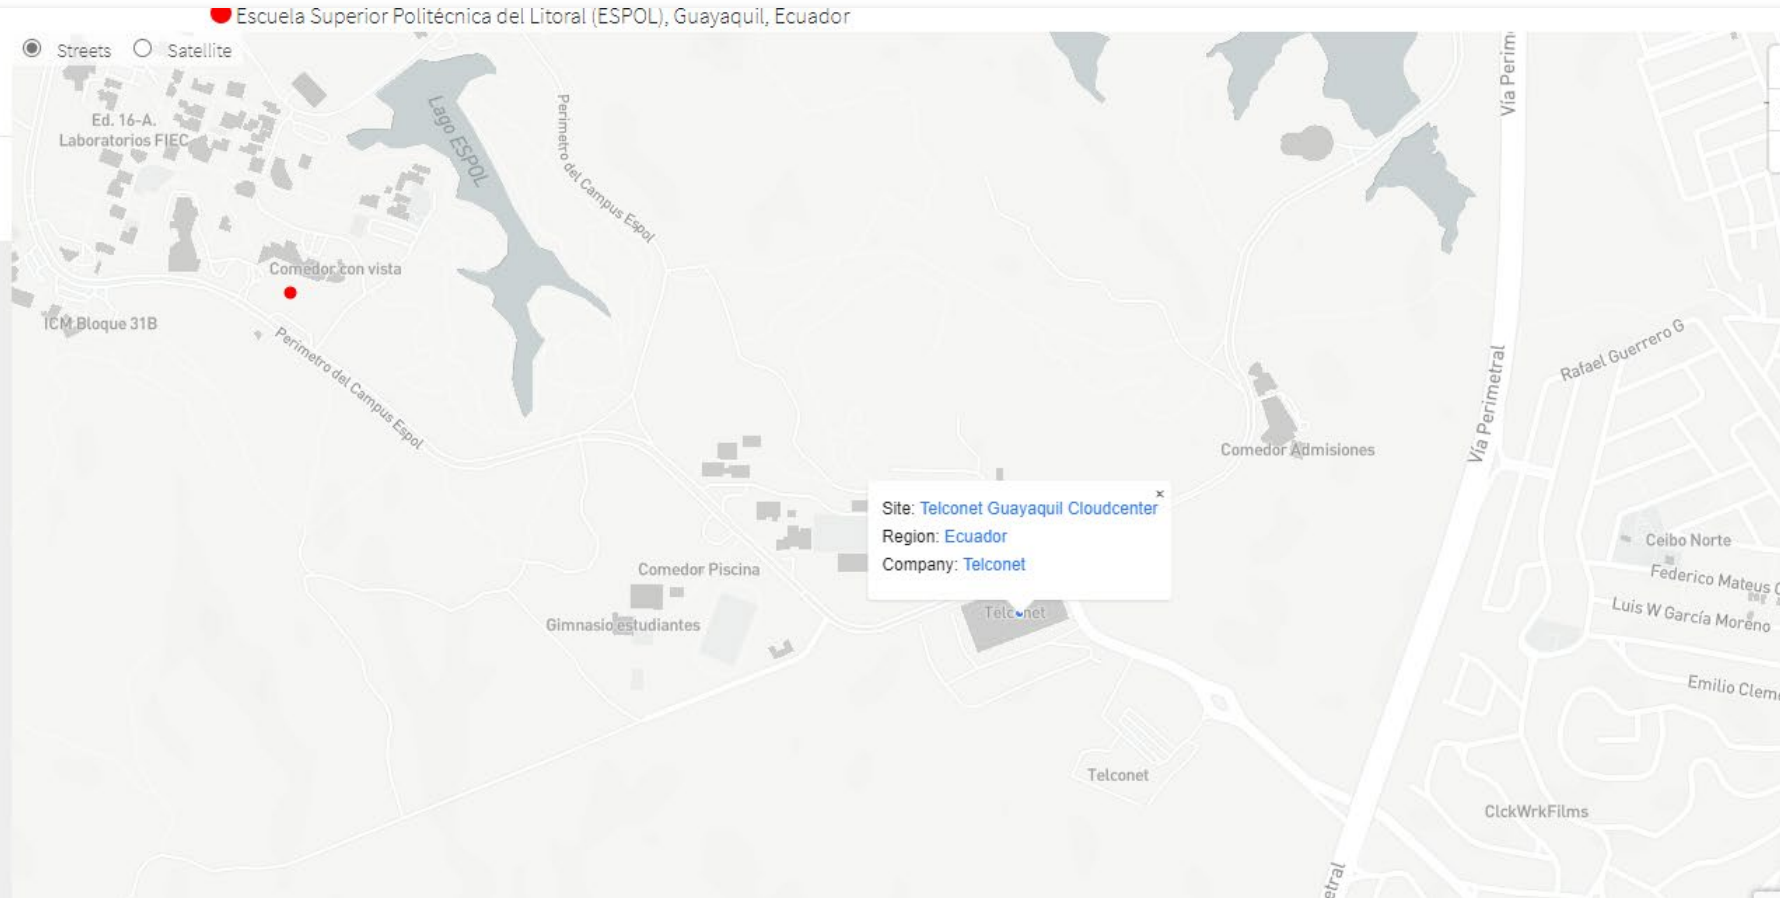 Escuela Superior Politécnica del Litoral (ESPOL), Guayaquil, Ecuador
Streets
Satellite
Vía Perim
Ed. 16-A.
Laboratorios FIEC
Lago ESPOL
Perimetro del Campus Espol
Comedor con vista
ICM Bloque 31B
Perimetro del Campus Espol
Rafael Guerrero G
Vía Perimetral
Comedor Admisiones
Site: Telconet Guayaquil Cloudcenter
×
Region: Ecuador
Company: Telconet
Ceibo Norte
Comedor Piscina
Federico Mateus
Luis W García Moreno
Telconet
Gimnasio estudiantes
Emilio Clem
Telconet
ClckWrkFilms
etral